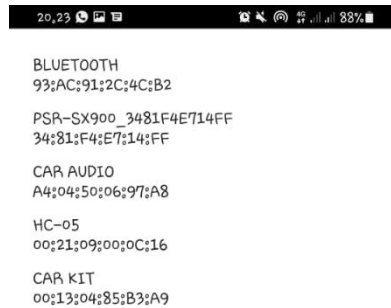 20,23 88%
BLUETOOTH
93:AC:91:2C:4C:B2
PSR-SX900_3481F4E714FF
34:81:F4:E7:14:FF
CAR AUDIO
A4:04:50:06:97:A8
HC-05
00:21:09:00:0C:16
CAR KIT
00:13:04:85:B3:A9